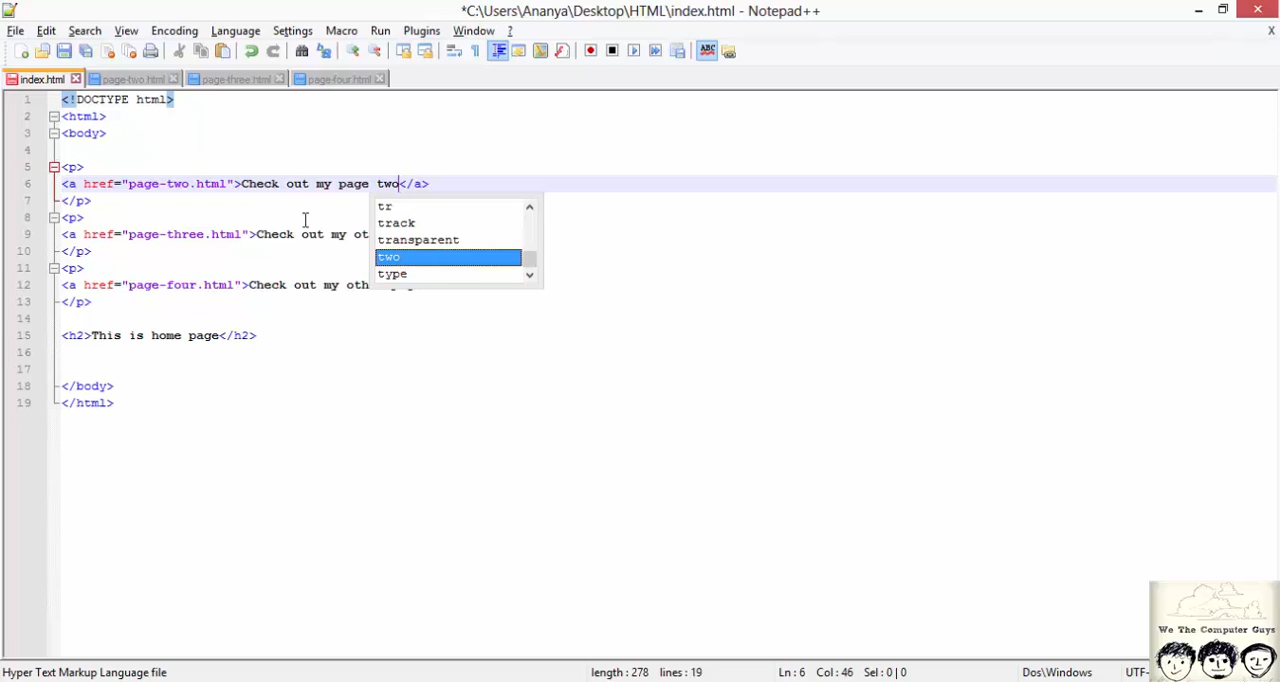 *C:\Users\Ananya\Desktop\HTML\index.html - Notepad++
File Edit Search View Encoding Language Settings Macro Run Plugins Window ? X
ABC
index.html page-two.html page-three.html page-four.html
1 <!DOCTYPE html>
2 <html>
3 <body>
4
5 <p>
6 <a href="page-two.html">Check out my page two</a>
7 </p>
8 <p>
9 <a href="page-three.html">Check out my ot
10 </p>
11 <p>
12 <a href="page-four.html">Check out my oth
13 </p>
14
15 <h2>This is home page</h2>
16
17
18 </body>
19 </html>
tr
track
transparent
two
type
We The Computer Guys
Hyper Text Markup Language file length : 278 lines : 19 Ln : 6 Col : 46 Sel : 0 | 0 Dos\Windows UTF-